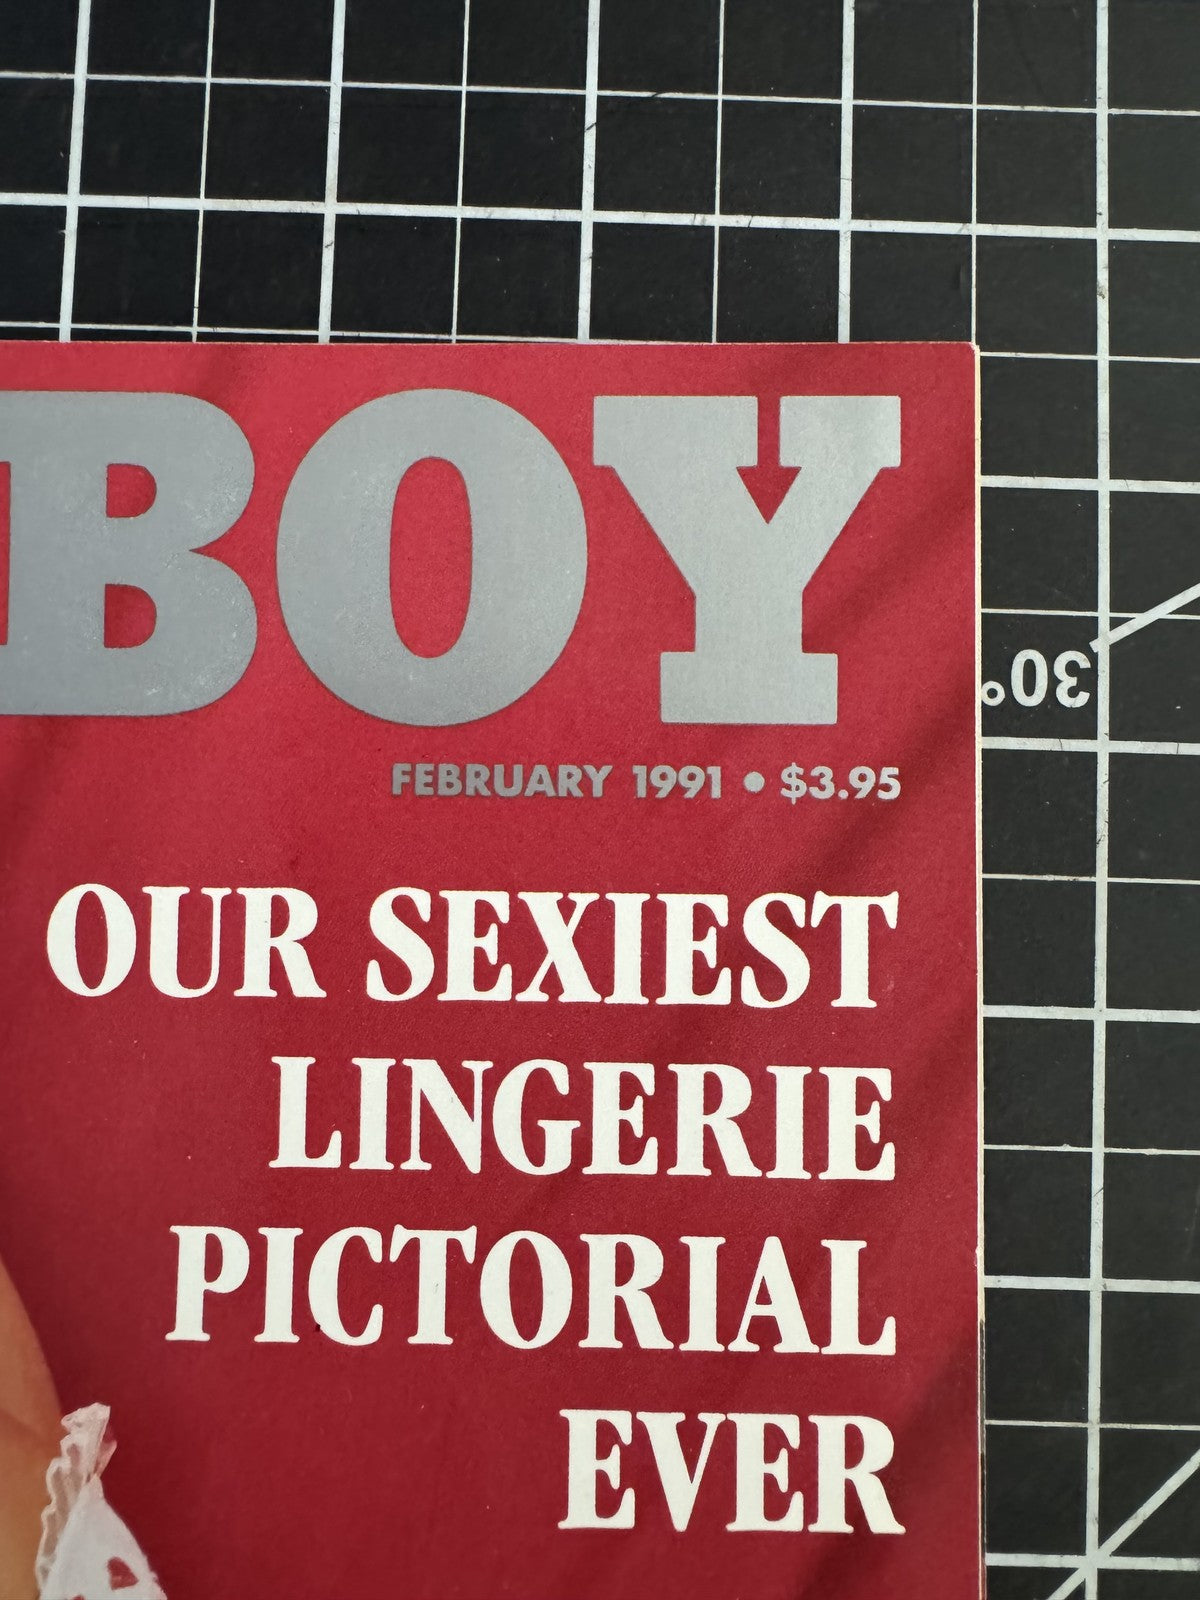 BOY
FEBRUARY 1991 • $3.95
OUR SEXIEST
LINGERIE
PICTORIAL
EVER
30°